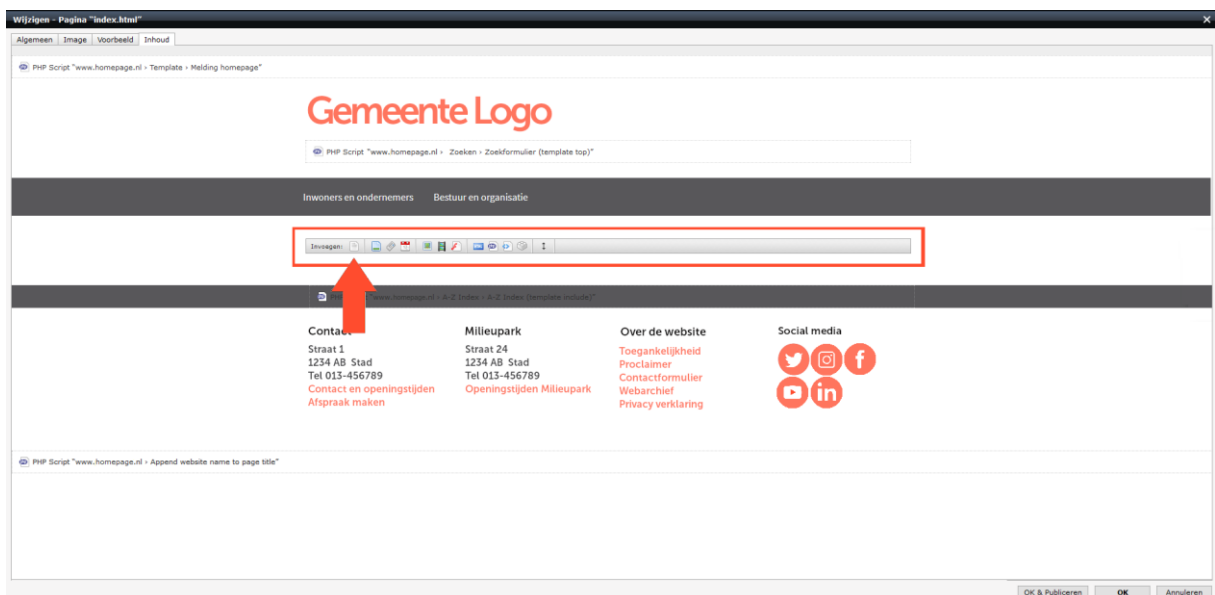 Wijzigen - Pagina "index.html"
Algemeen Image Voorbeeld Inhoud
PHP Script "www.homepage.nl › Template › Melding homepage"
Gemeente Logo
PHP Script "www.homepage.nl › Zoeken › Zoekformulier (template top)"
Inwoners en ondernemers Bestuur en organisatie
Invoegen:
"www.homepage.nl › A-Z Index › A-Z Index (template include)"
Contact
Straat 1
1234 AB Stad
Tel 013-456789
Contact en openingstijden
Afspraak maken
Milieupark
Straat 24
1234 AB Stad
Tel 013-456789
Openingstijden Milieupark
Over de website
Toegankelijkheid
Proclaimer
Contactformulier
Webarchief
Privacy verklaring
Social media
PHP Script "www.homepage.nl › Append website name to page title"
OK & Publiceren OK Annuleren